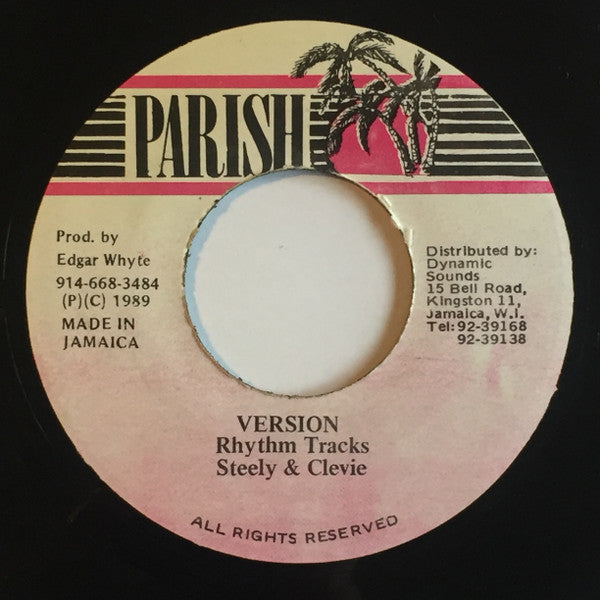 PARISH
Prod. by
Edgar Whyte
914-668-3484
(P)(C) 1989
MADE IN
JAMAICA
Distributed by:
Dynamic
Sounds
15 Bell Road,
Kingston 11,
Jamaica, W.I.
Tel:92-39168
92-39138
VERSION
Rhythm Tracks
Steely & Clevie
ALL RIGHTS RESERVED